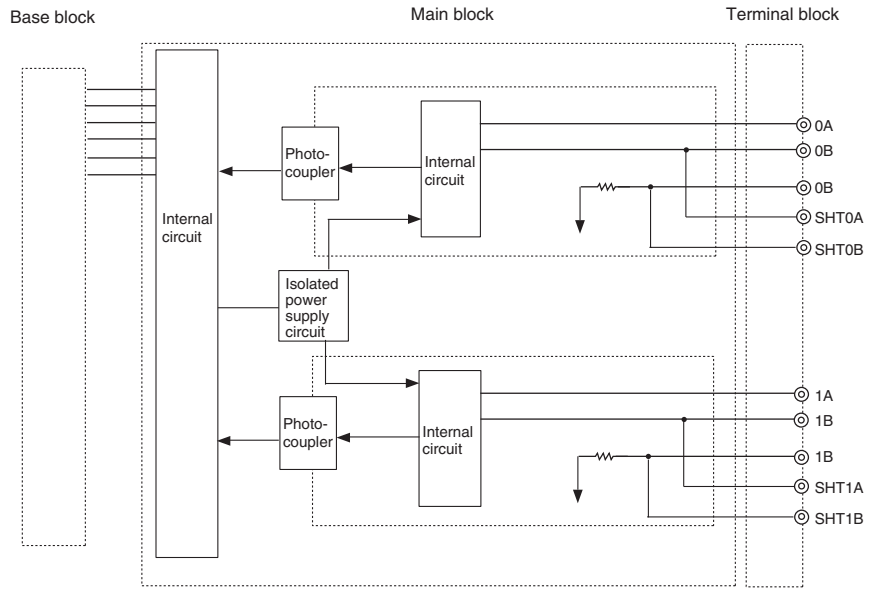 Base block
Main block
Terminal block
Internal
circuit
Photo-
coupler
Internal
circuit
Isolated
power
supply
circuit
Photo-
coupler
Internal
circuit
0A
0B
0B
SHT0A
SHT0B
1A
1B
1B
SHT1A
SHT1B